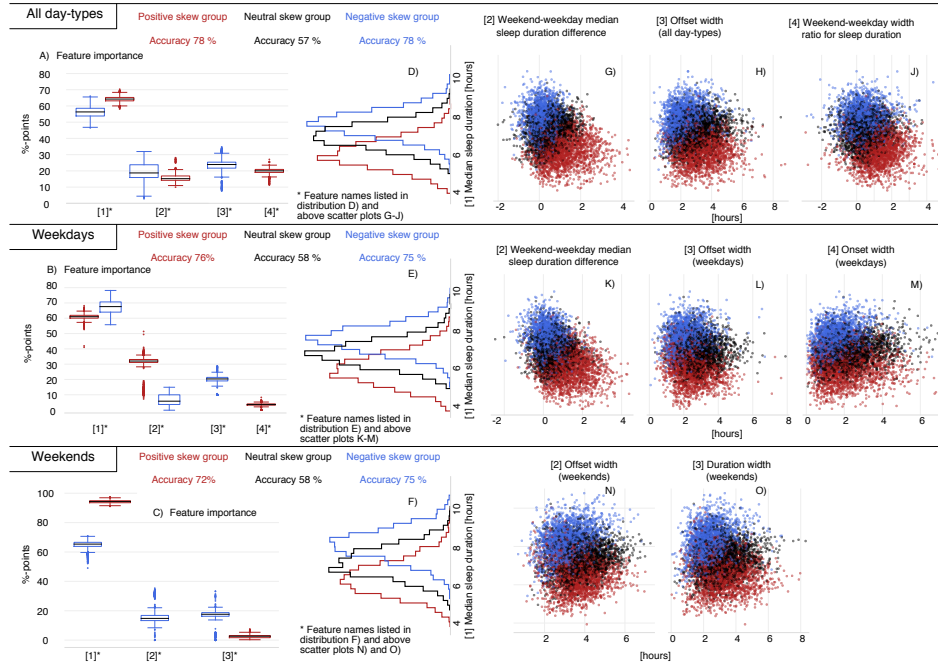 All day-types
Positive skew group
Neutral skew group
Negative skew group
Accuracy 78 %
Accuracy 57 %
Accuracy 78 %
A) Feature importance
%-points
80
70
60
50
40
30
20
10
0
[1]*
[2]*
[3]*
[4]*
D)
10
8
6
4
[1] Median sleep duration [hours]
* Feature names listed in
distribution D) and
above scatter plots G-J)
[2] Weekend-weekday median
sleep duration difference
G)
-2
0
2
4
[3] Offset width
(all day-types)
H)
0
2
4
6
8
[4] Weekend-weekday width
ratio for sleep duration
J)
-2
0
2
4
[hours]
Weekdays
Positive skew group
Neutral skew group
Negative skew group
Accuracy 76%
Accuracy 58 %
Accuracy 75 %
B) Feature importance
%-points
80
70
60
50
40
30
20
10
0
[1]*
[2]*
[3]*
[4]*
E)
10
8
6
4
[1] Median sleep duration [hours]
* Feature names listed in
distribution E) and above
scatter plots K-M)
[2] Weekend-weekday median
sleep duration difference
K)
-2
0
2
4
[3] Offset width
(weekdays)
L)
0
2
4
6
[4] Onset width
(weekdays)
M)
0
2
4
6
8
[hours]
Weekends
Positive skew group
Neutral skew group
Negative skew group
Accuracy 72%
Accuracy 58 %
Accuracy 75 %
C) Feature importance
%-points
100
80
60
40
20
0
[1]*
[2]*
[3]*
F)
10
8
6
4
[1] Median sleep duration [hours]
* Feature names listed in
distribution F) and above
scatter plots N) and O)
[2] Offset width
(weekends)
N)
2
4
6
[3] Duration width
(weekends)
O)
0
2
4
6
8
[hours]